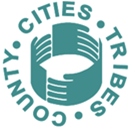 COUNTY • CITIES • TRIBES •